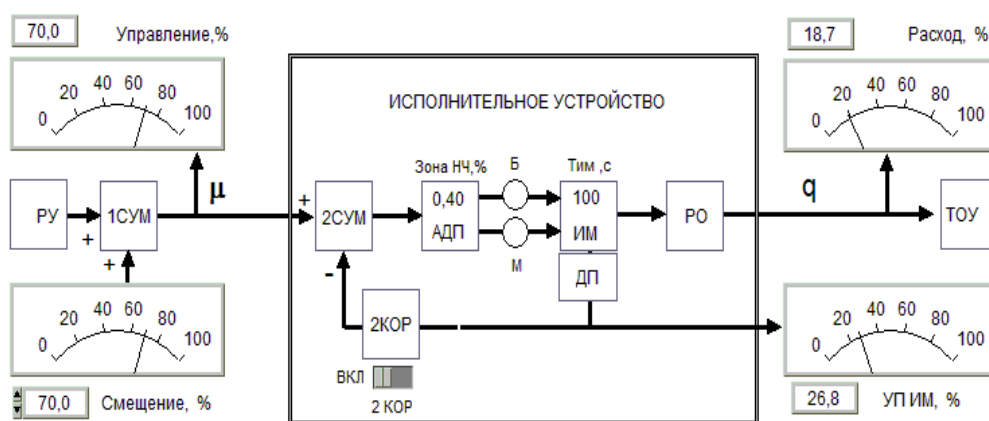 70,0 Управление,%
18,7 Расход, %
0 20 40 60 80 100
0 20 40 60 80 100
ИСПОЛНИТЕЛЬНОЕ УСТРОЙСТВО
Зона НЧ,% Б Тим ,с
РУ + 1СУМ μ + 2СУМ 0,40 100 РО q ТОУ
АДП ИМ
+ - М ДП
0 20 40 60 80 100
2КОР
0 20 40 60 80 100
ВКЛ
2 КОР
70,0 Смещение, %
26,8 УП ИМ, %